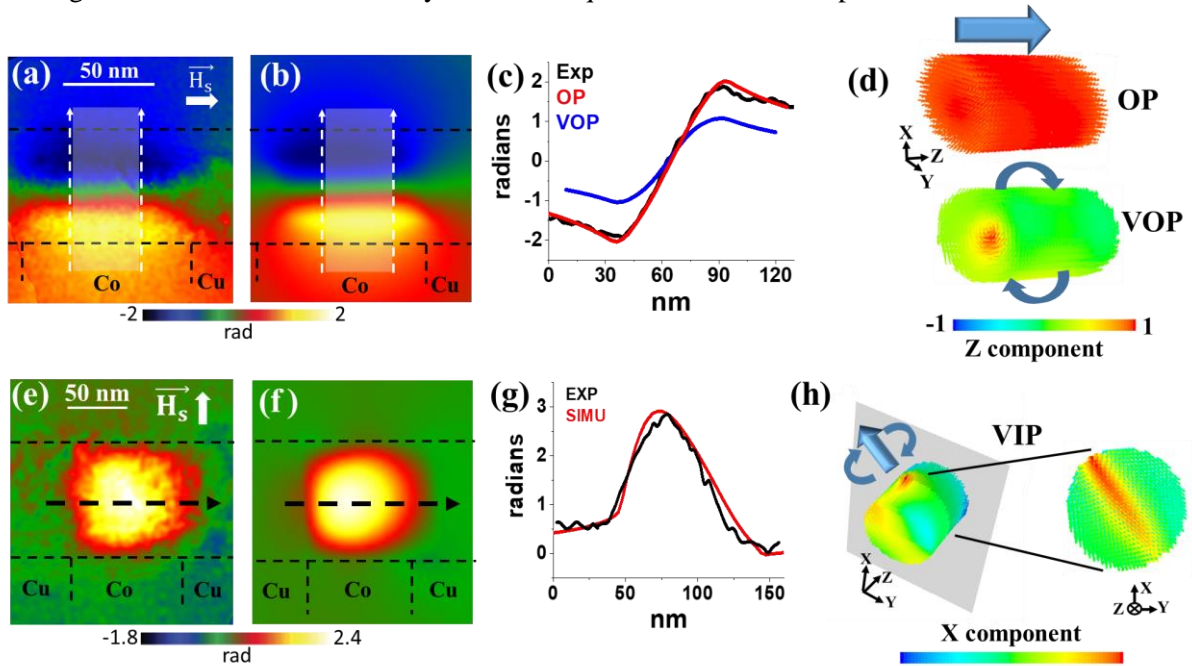 (a)
50 nm
Hs
Co
Cu
-2
2
rad
(b)
Co
Cu
(c)
Exp
OP
VOP
radians
2
1
0
-1
-2
0
30
60
90
120
nm
(d)
OP
X
Z
Y
VOP
-1
1
Z component
(e)
50 nm
Hs
Cu
Co
Cu
-1.8
2.4
rad
(f)
Cu
Co
Cu
(g)
EXP
SIMU
radians
3
2
1
0
0
50
100
150
nm
(h)
VIP
X
Z
Y
X
Z
Y
X component